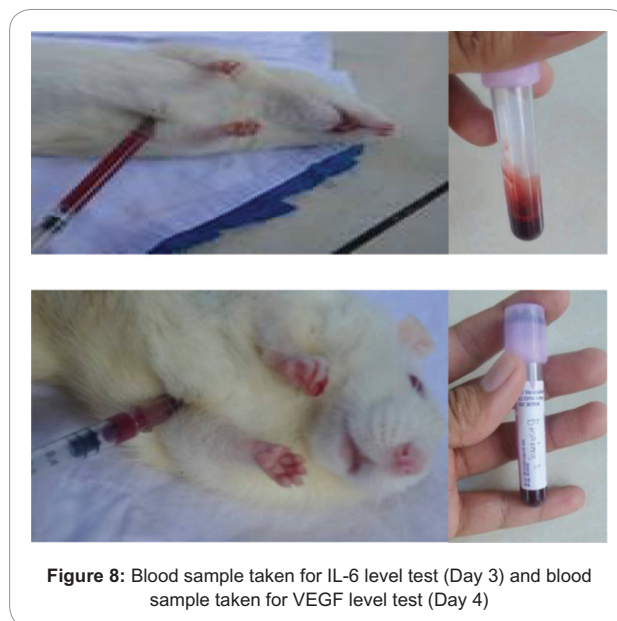 Figure 8: Blood sample taken for IL-6 level test (Day 3) and blood
sample taken for VEGF level test (Day 4)